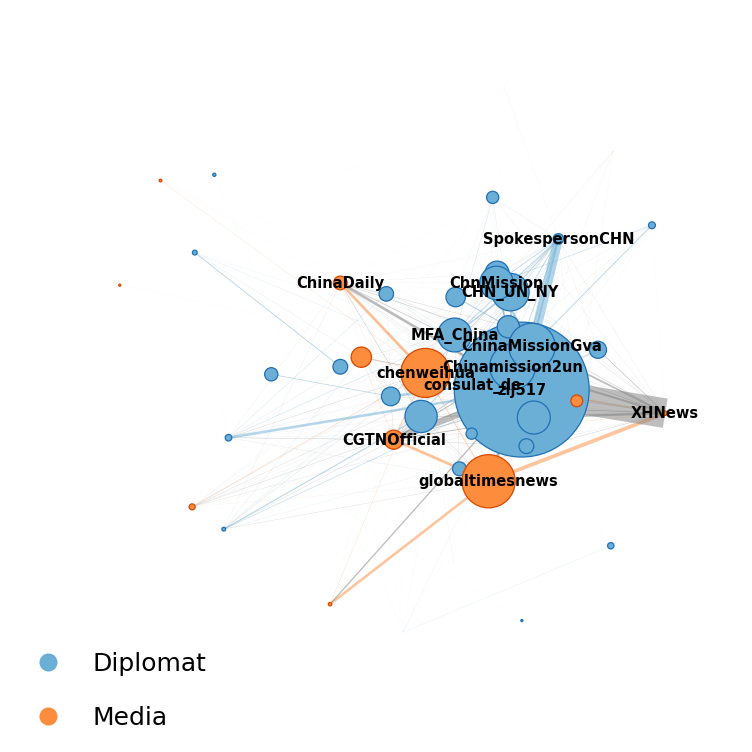 SpokespersonCHN
ChinaDaily
ChnMission
CHN_UN_NY
MFA_China
ChinaMissionGva
Chinamission2un
chenweihua
consulat_de
zlj517
XHNews
CGTNOfficial
globaltimesnews
Diplomat
Media